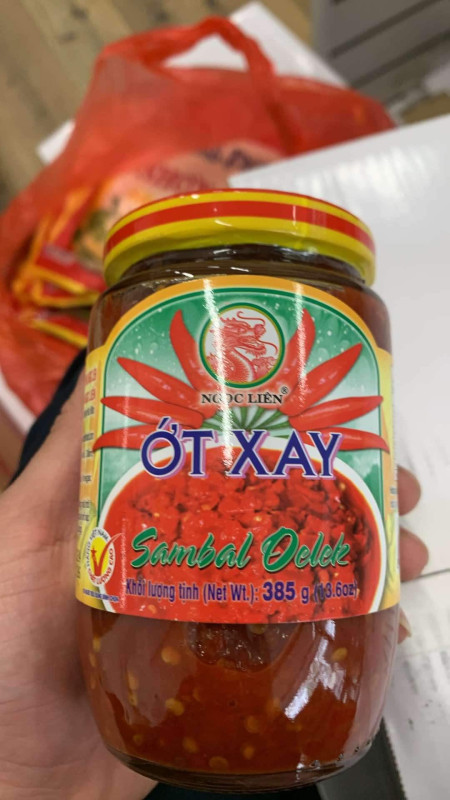 NGỌC LIÊN®
ỚT XAY
Sambal Oelek
Khối lượng tịnh (Net Wt.): 385 g (13.6oz)